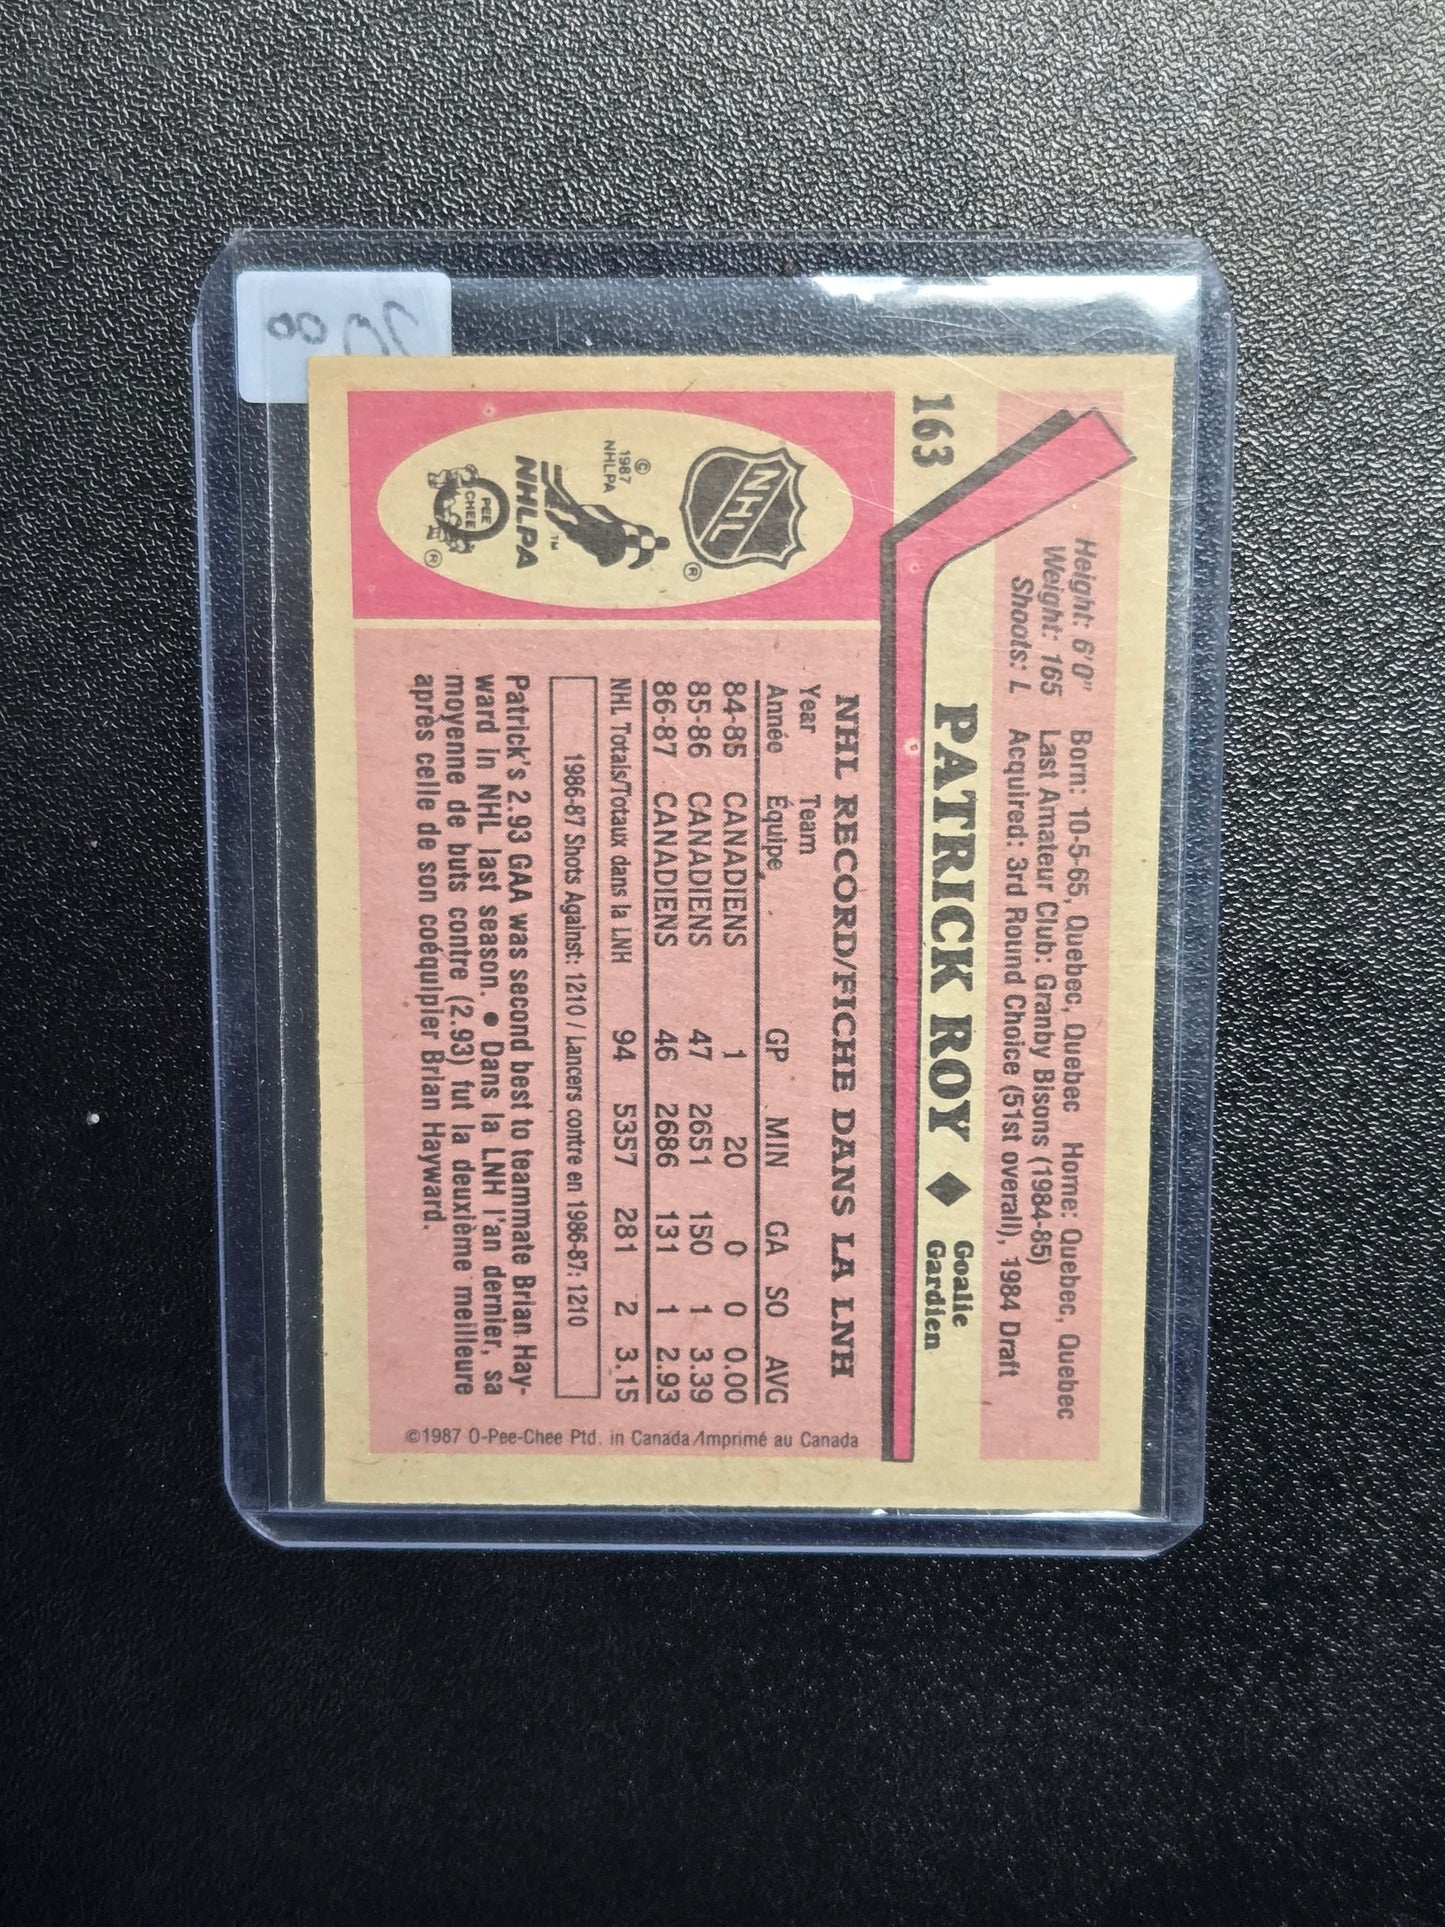 163
Height: 6'0" Born: 10-5-65, Quebec, Quebec Home: Quebec, Quebec
Weight: 165 Last Amateur Club: Granby Bisons (1984-85)
Shoots: L Acquired: 3rd Round Choice (51st overall), 1984 Draft
PATRICK ROY ♦ Goalie
Gardien
NHL
®
© 1987 NHLPA
™
NHLPA
O PEE CHEE
®
NHL RECORD/FICHE DANS LA LNH
Year Team
Année Équipe GP MIN GA SO AVG
84-85 CANADIENS 1 20 0 0 0.00
85-86 CANADIENS 47 2651 150 1 3.39
86-87 CANADIENS 46 2686 131 1 2.93
NHL Totals/Totaux dans la LNH 94 5357 281 2 3.15
1986-87 Shots Against: 1210 / Lancers contre en 1986-87: 1210
Patrick's 2.93 GAA was second best to teammate Brian Hay-
ward in NHL last season. ● Dans la LNH l'an dernier, sa
moyenne de buts contre (2.93) fut la deuxième meilleure
après celle de son coéquipier Brian Hayward.
©1987 O-Pee-Chee Ptd. in Canada/Imprimé au Canada